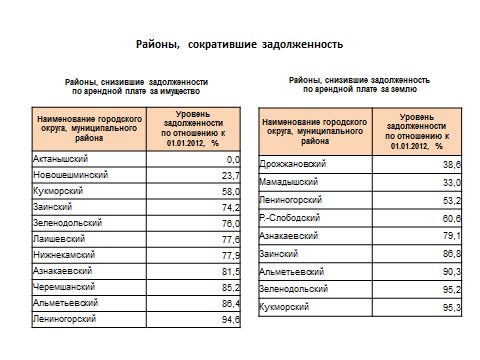 Районы, сократившие задолженность
Районы, снизившие задолженности
по арендной плате за имущество
Наименование городского
округа, муниципального
района
Уровень
задолженности
по отношению к
01.01.2012, %
Актанышский 0,0
Новошешминский 23,7
Кукморский 58,0
Заинский 74,2
Зеленодольский 76,0
Лаишевский 77,6
Нижнекамский 77,9
Азнакаевский 81,5
Черемшанский 85,2
Альметьевский 86,4
Лениногорский 94,6
Районы, снизившие задолженность
по арендной плате за землю
Наименование городского
округа, муниципального
района
Уровень
задолженности
по отношению к
01.01.2012, %
Дрожжановский 38,6
Мамадышский 33,0
Лениногорский 53,2
Р.-Слободский 60,6
Азнакаевский 79,1
Заинский 86,8
Альметьевский 90,3
Зеленодольский 95,2
Кукморский 95,3